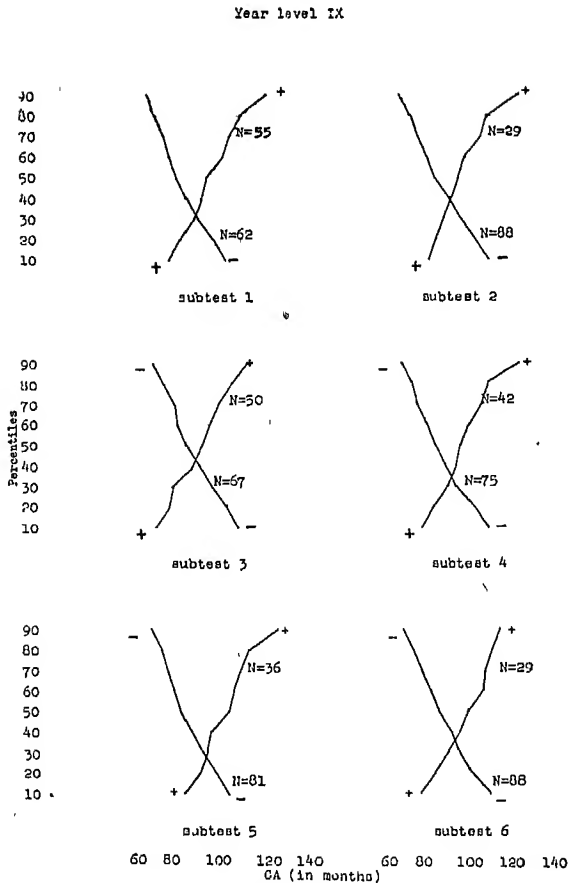 Year level IX
90
80
70
60
50
40
30
20
10
+
N=55
N=62
+
−
subtest 1
+
N=29
N=88
+
−
subtest 2
Percentiles
90
80
70
60
50
40
30
20
10
−
+
N=50
N=67
+
−
subtest 3
−
+
N=42
N=75
+
−
subtest 4
90
80
70
60
50
40
30
20
10
−
+
N=36
N=81
+
−
subtest 5
−
+
N=29
N=88
+
−
subtest 6
60 80 100 120 140 60 80 100 120 140
CA (in months)